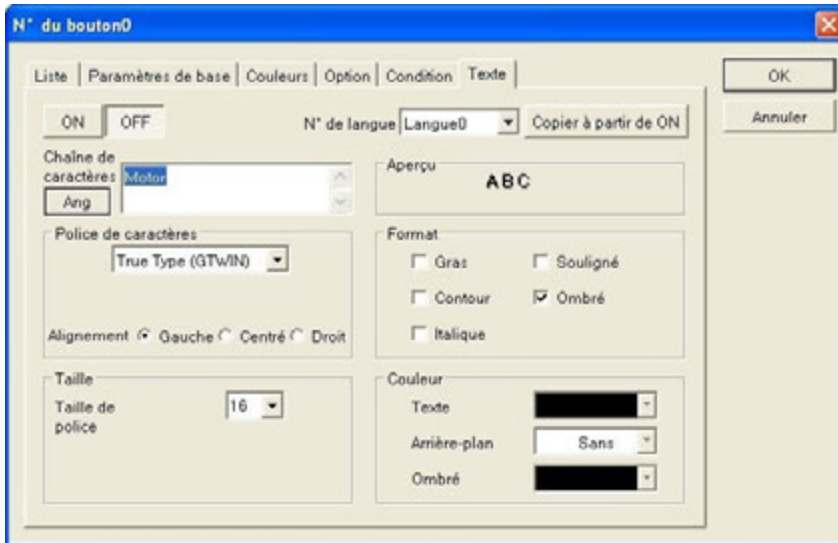 N° du bouton0
Liste Paramètres de base Couleurs Option Condition Texte
OK
Annuler
ON OFF N° de langue Langue0 Copier à partir de ON
Chaîne de caractères
Motor
Ang
Aperçu
ABC
Police de caractères
True Type (GTWIN)
Alignement Gauche Centré Droit
Format
Gras Souligné
Contour Ombré
Italique
Taille
Taille de police
16
Couleur
Texte
Arrière-plan Sans
Ombré